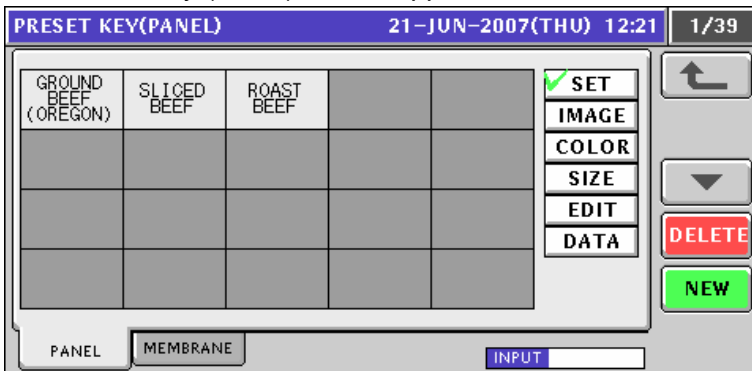 PRESET KEY(PANEL) 21-JUN-2007(THU) 12:21 1/39
GROUND
BEEF
(OREGON)
SLICED
BEEF
ROAST
BEEF
SET
IMAGE
COLOR
SIZE
EDIT
DATA
DELETE
NEW
PANEL
MEMBRANE
INPUT